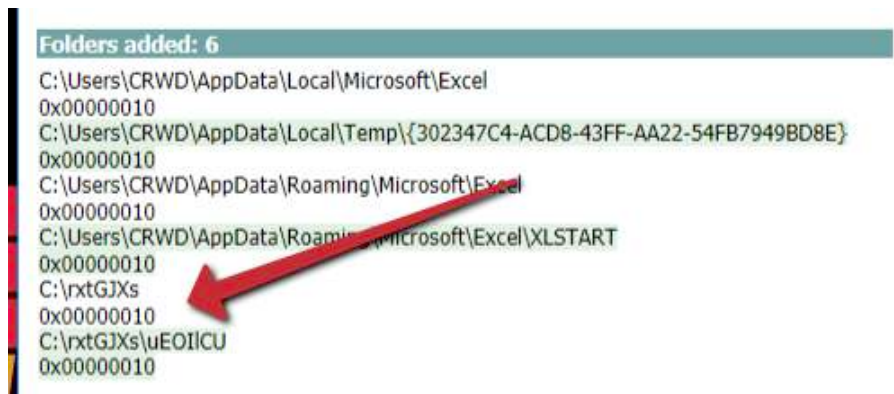 Folders added: 6
C:\Users\CRWD\AppData\Local\Microsoft\Excel
0x00000010
C:\Users\CRWD\AppData\Local\Temp\{302347C4-ACD8-43FF-AA22-54FB7949BD8E}
0x00000010
C:\Users\CRWD\AppData\Roaming\Microsoft\Excel
0x00000010
C:\Users\CRWD\AppData\Roaming\Microsoft\Excel\XLSTART
0x00000010
C:\rxtGJXs
0x00000010
C:\rxtGJXs\uEOIlCU
0x00000010